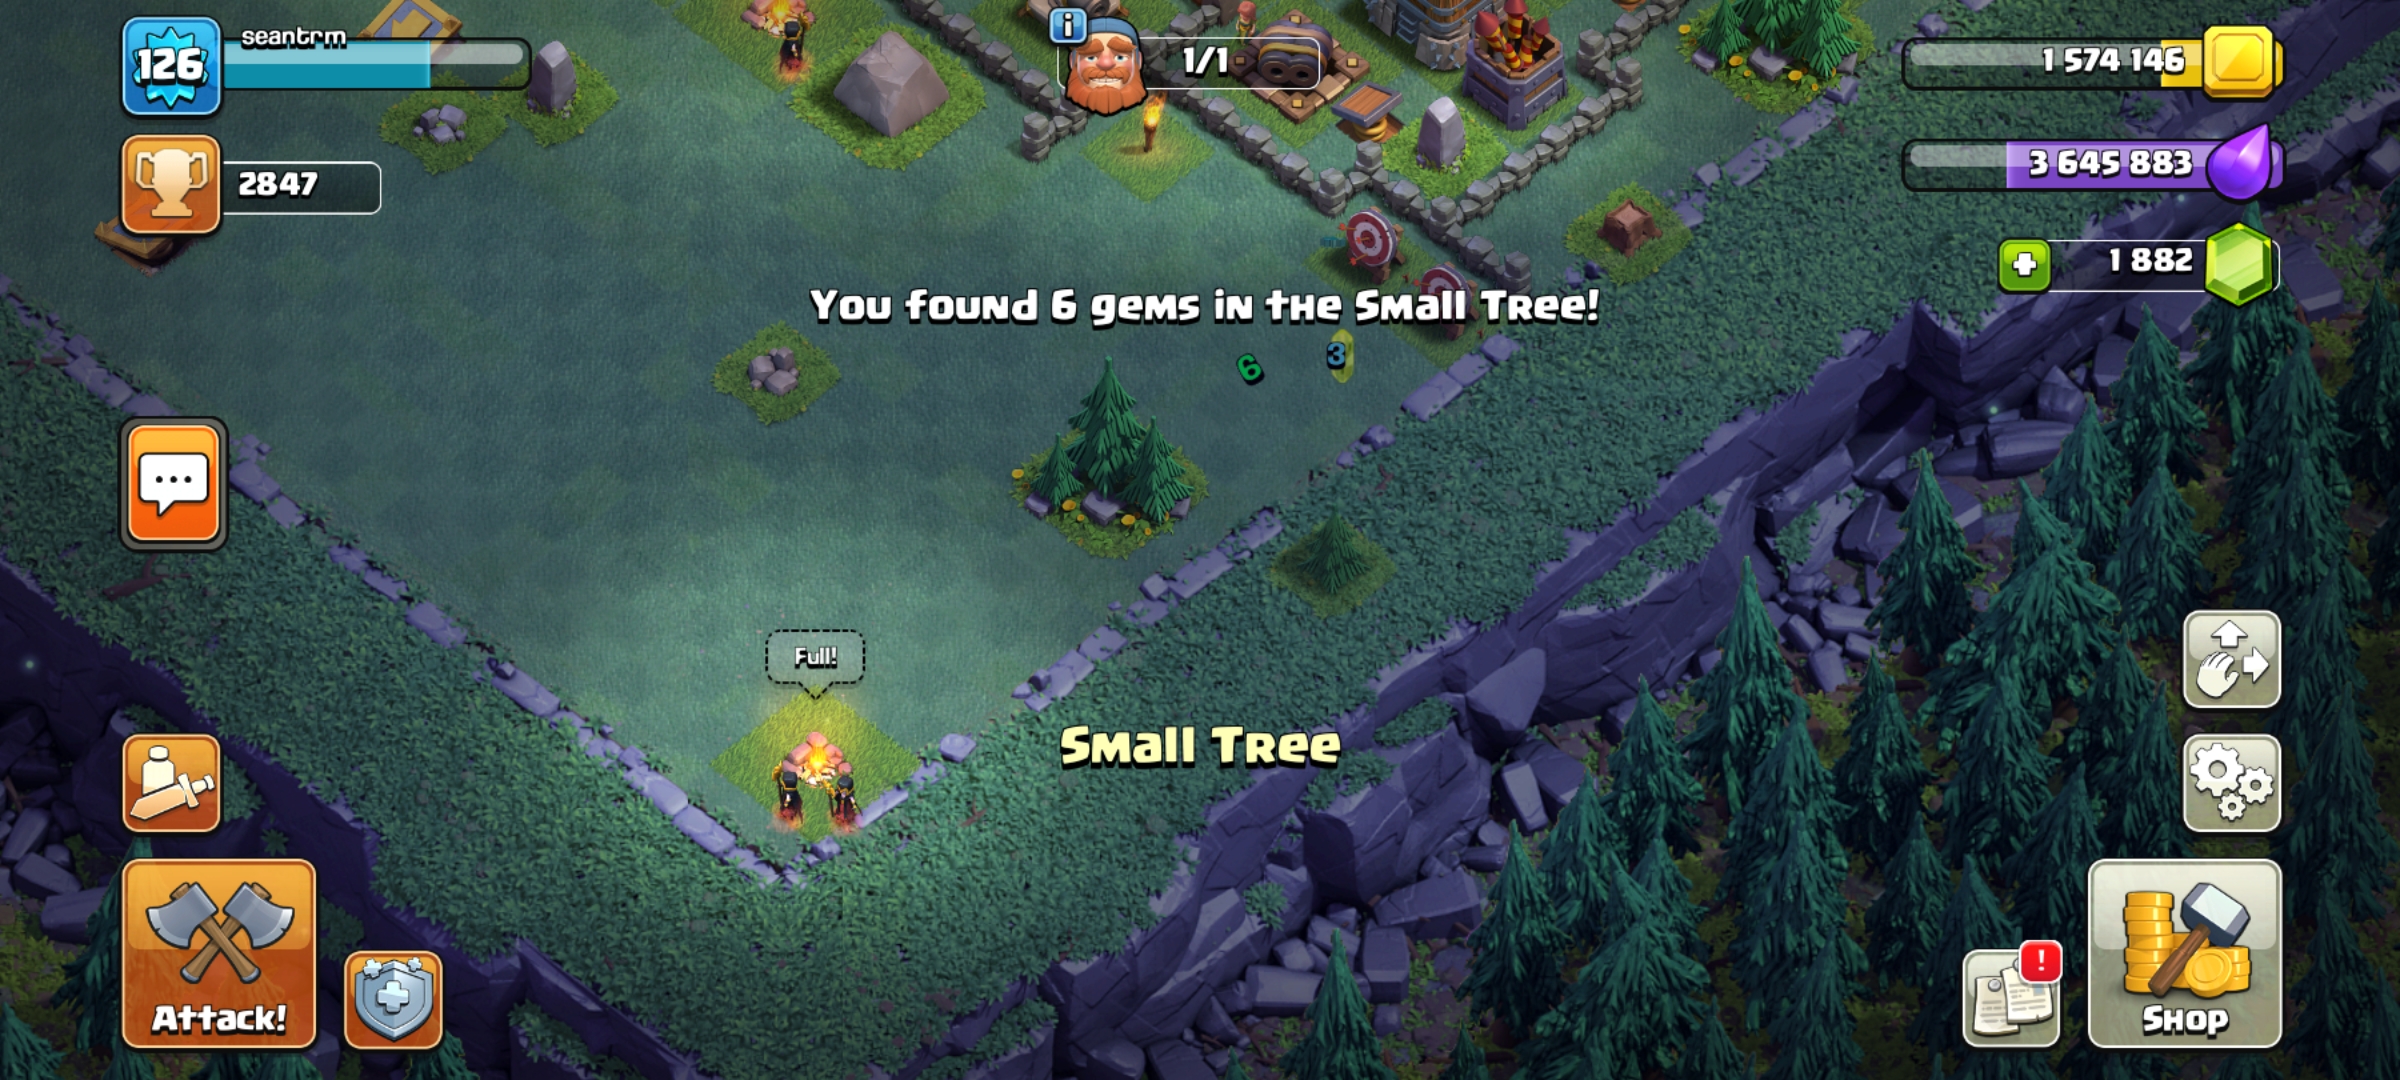 126
seantrm
1/1
1 574 146
2847
3 645 883
1 882
You found 6 gems in the Small Tree!
6
3
Full!
Small Tree
Attack!
!
Shop